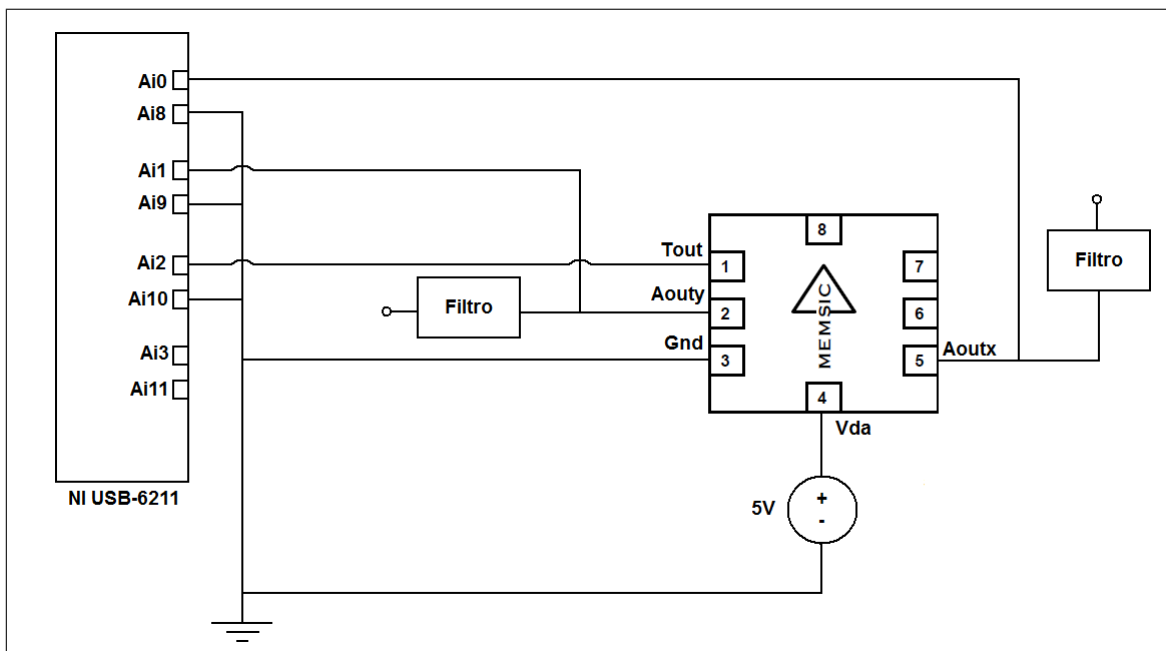 Ai0
Ai8
Ai1
Ai9
Ai2
Ai10
Ai3
Ai11
NI USB-6211
Tout
Aouty
Gnd
Filtro
8
1
2
3
4
7
6
5
MEMSIC
Aoutx
Vda
Filtro
5V
+
-